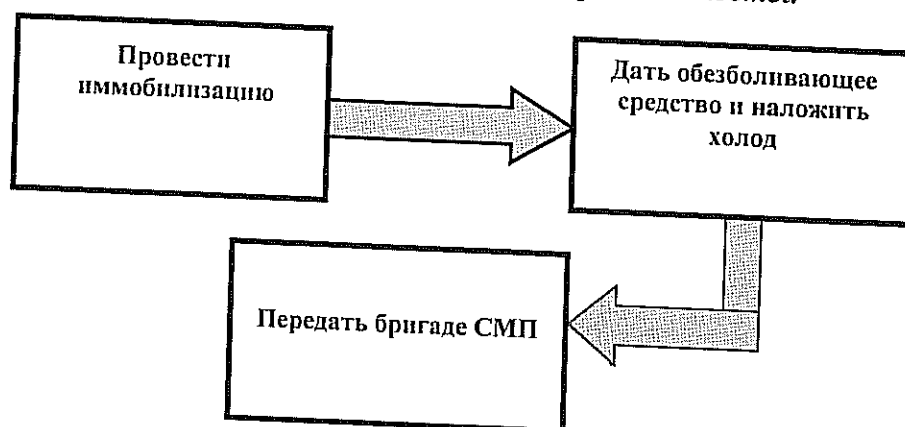 Провести
иммобилизацию
Дать обезболивающее
средство и наложить
холод
Передать бригаде СМП